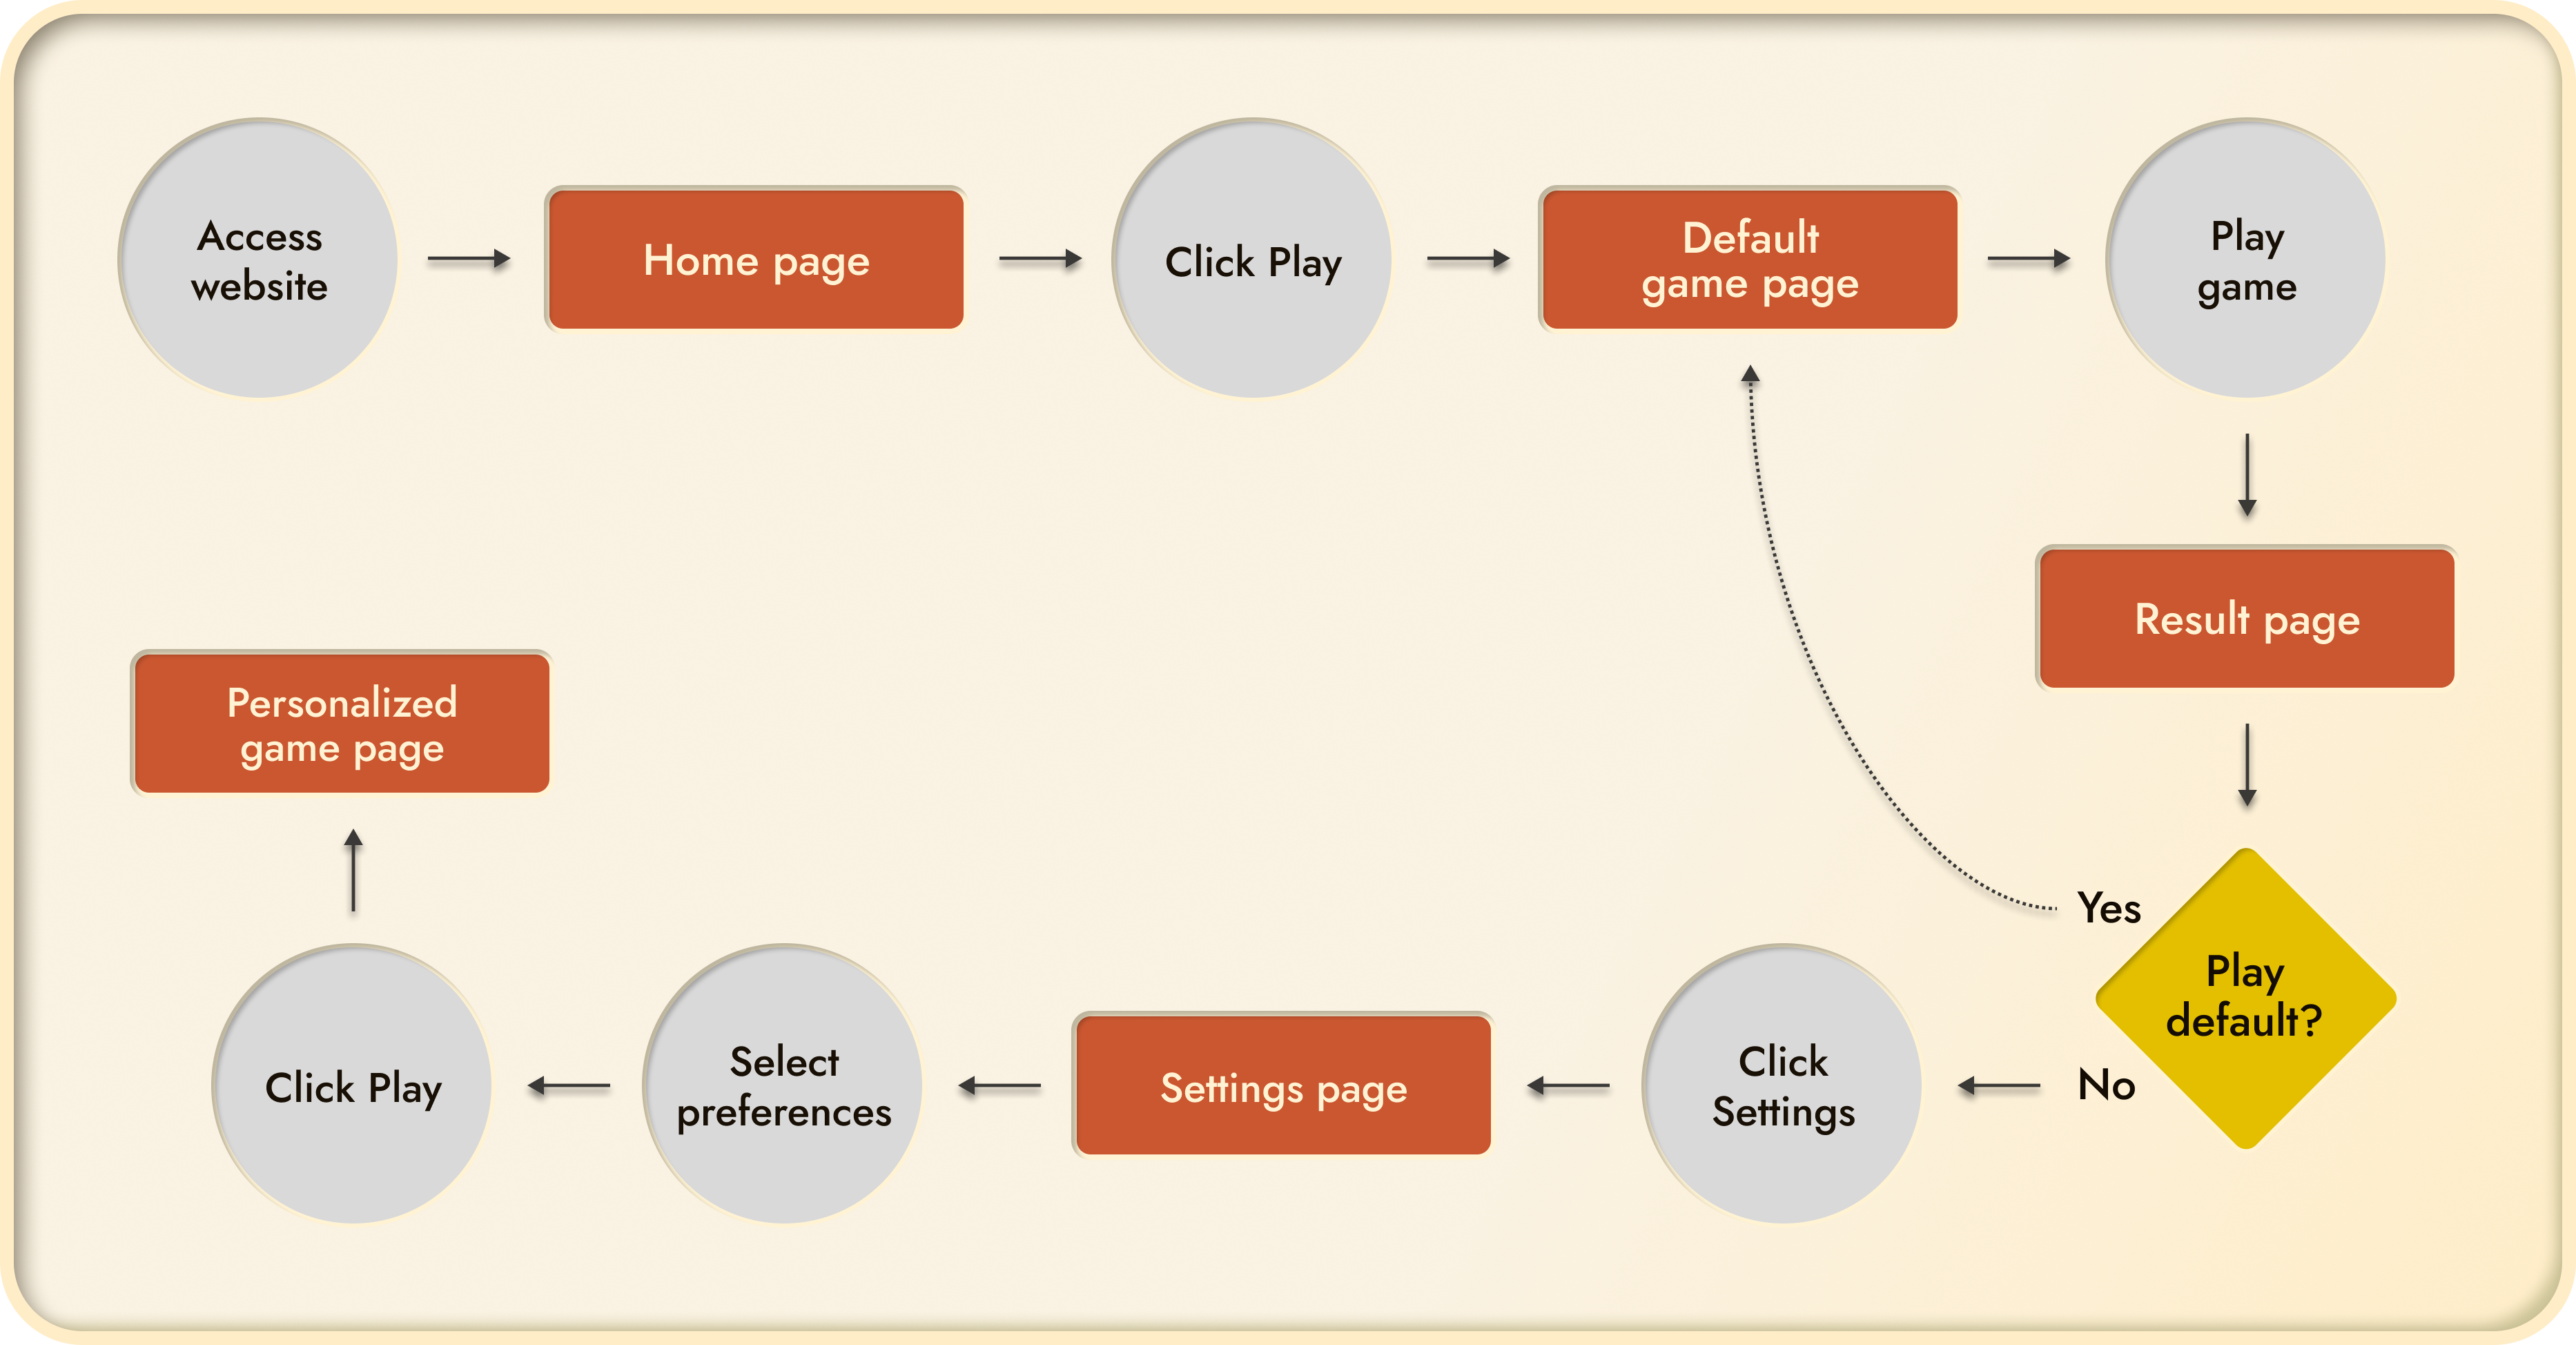 Access
website
Home page
Click Play
Default
game page
Play
game
Result page
Play
default?
Yes
No
Click
Settings
Settings page
Select
preferences
Click Play
Personalized
game page